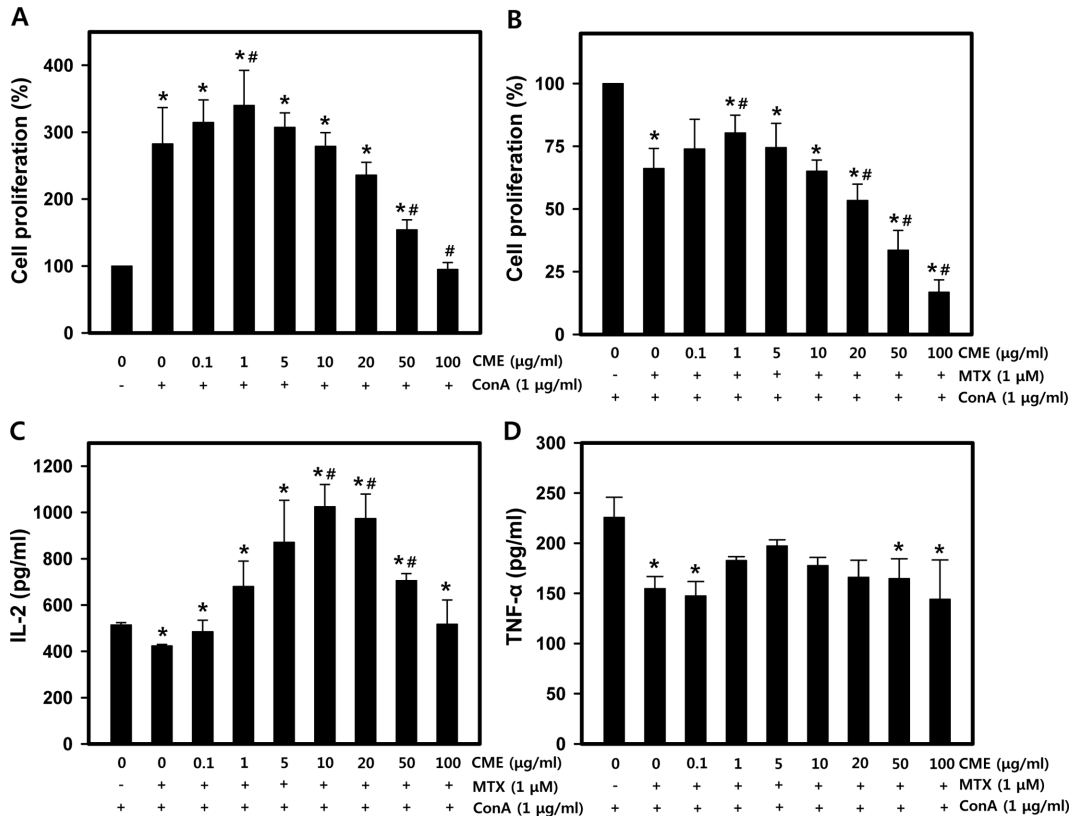 A
Cell proliferation (%)
400
300
200
100
0
* * *# * * * *# #
0 0 0.1 1 5 10 20 50 100 CME (μg/ml)
- + + + + + + + + ConA (1 μg/ml)
B
Cell proliferation (%)
100
75
50
25
0
* *# * * *# *# *#
0 0 0.1 1 5 10 20 50 100 CME (μg/ml)
- + + + + + + + + MTX (1 μM)
+ + + + + + + + + ConA (1 μg/ml)
C
IL-2 (pg/ml)
1200
1000
800
600
400
200
0
* * * * *# *# *# *
0 0 0.1 1 5 10 20 50 100 CME (μg/ml)
- + + + + + + + + MTX (1 μM)
+ + + + + + + + + ConA (1 μg/ml)
D
TNF-α (pg/ml)
300
250
200
150
100
50
0
* * * *
0 0 0.1 1 5 10 20 50 100 CME (μg/ml)
- + + + + + + + + MTX (1 μM)
+ + + + + + + + + ConA (1 μg/ml)